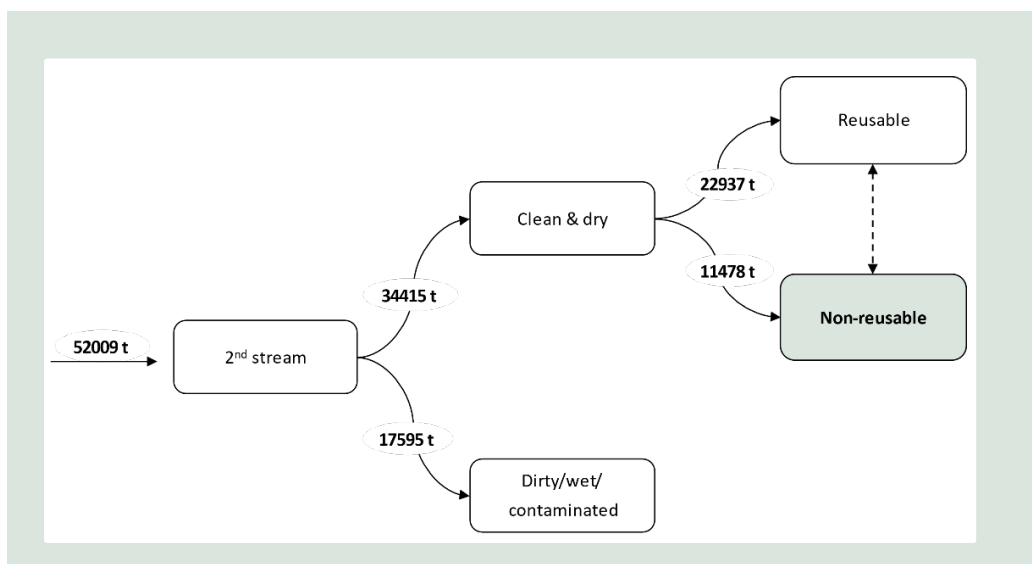 Reusable
22937 t
Clean & dry
11478 t
34415 t
Non-reusable
52009 t
2nd stream
17595 t
Dirty/wet/
contaminated